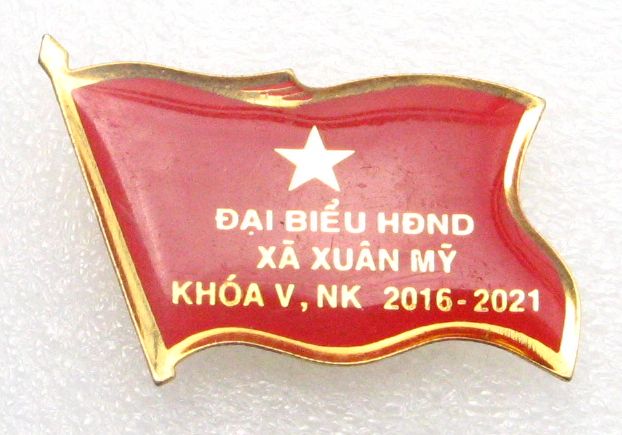 ĐẠI BIỂU HĐND
XÃ XUÂN MỸ
KHÓA V, NK 2016-2021